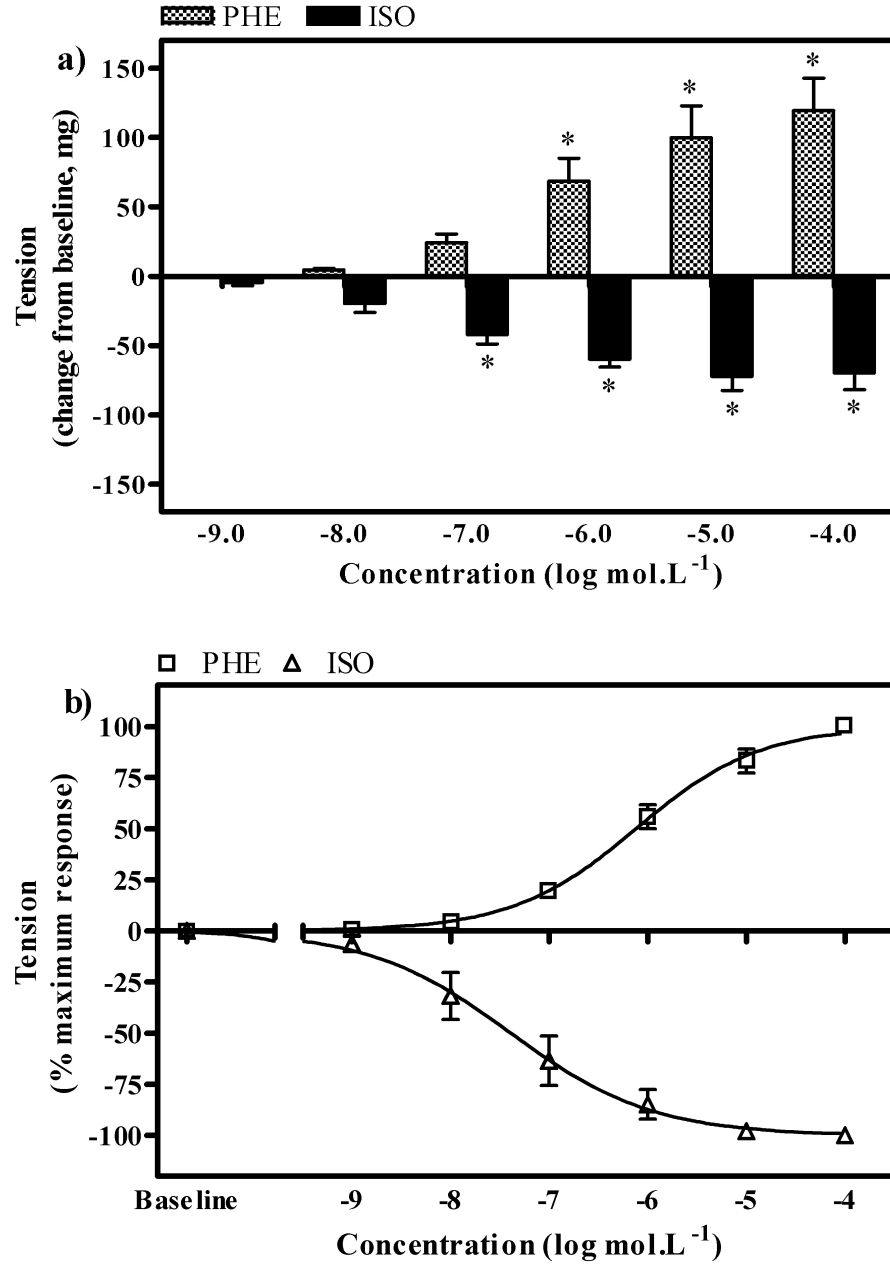 PHE ISO
a)
150
100
50
0
-50
-100
-150
Tension
(change from baseline, mg)
* * *
* * * *
-9.0 -8.0 -7.0 -6.0 -5.0 -4.0
Concentration (log mol.L⁻¹)
PHE ISO
b)
100
75
50
25
0
-25
-50
-75
-100
Tension
(% maximum response)
Baseline -9 -8 -7 -6 -5 -4
Concentration (log mol.L⁻¹)